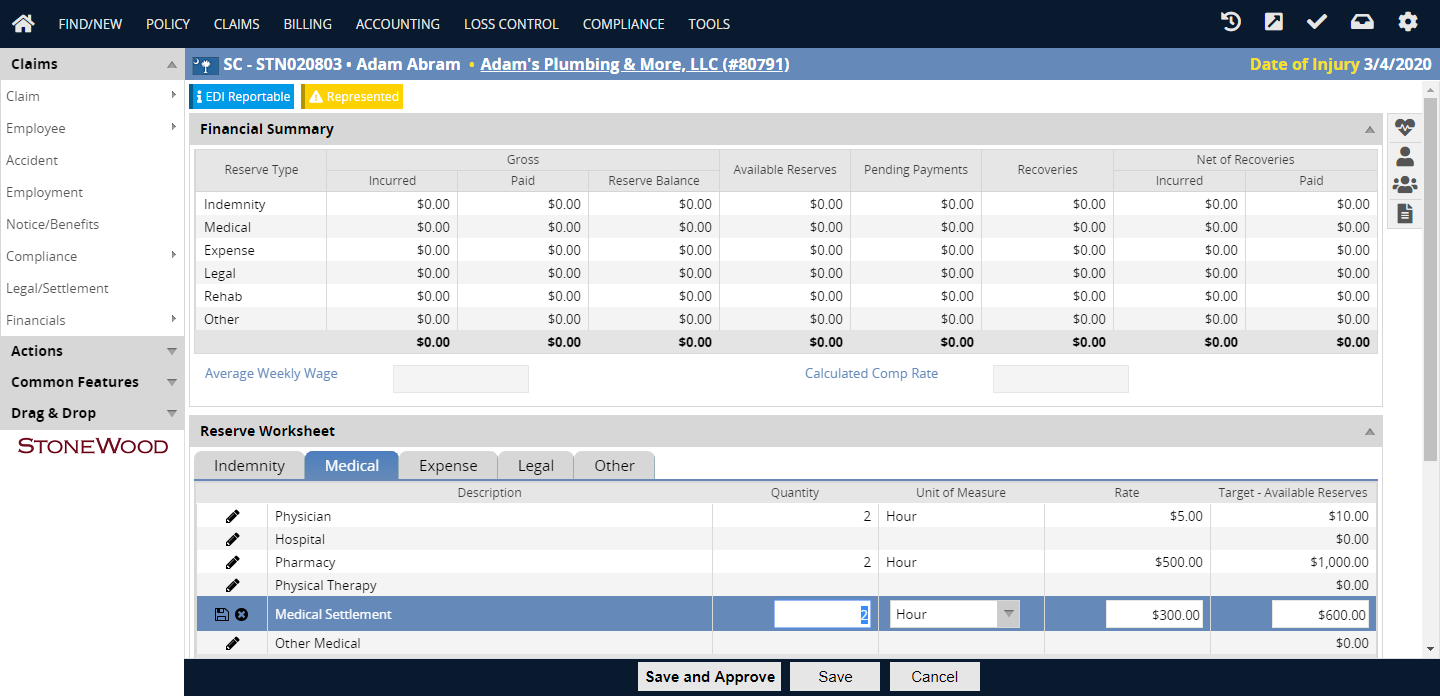 FIND/NEW POLICY CLAIMS BILLING ACCOUNTING LOSS CONTROL COMPLIANCE TOOLS
Claims
SC - STN020803 • Adam Abram • Adam's Plumbing & More, LLC (#80791) Date of Injury 3/4/2020
Claim
Employee
Accident
Employment
Notice/Benefits
Compliance
Legal/Settlement
Financials
Actions
Common Features
Drag & Drop
STONEWOOD
EDI Reportable Represented
Financial Summary
Reserve Type Gross Available Reserves Pending Payments Recoveries Net of Recoveries
Incurred Paid Reserve Balance Incurred Paid
Indemnity $0.00 $0.00 $0.00 $0.00 $0.00 $0.00 $0.00 $0.00
Medical $0.00 $0.00 $0.00 $0.00 $0.00 $0.00 $0.00 $0.00
Expense $0.00 $0.00 $0.00 $0.00 $0.00 $0.00 $0.00 $0.00
Legal $0.00 $0.00 $0.00 $0.00 $0.00 $0.00 $0.00 $0.00
Rehab $0.00 $0.00 $0.00 $0.00 $0.00 $0.00 $0.00 $0.00
Other $0.00 $0.00 $0.00 $0.00 $0.00 $0.00 $0.00 $0.00
$0.00 $0.00 $0.00 $0.00 $0.00 $0.00 $0.00 $0.00
Average Weekly Wage Calculated Comp Rate
Reserve Worksheet
Indemnity Medical Expense Legal Other
Description Quantity Unit of Measure Rate Target - Available Reserves
Physician 2 Hour $5.00 $10.00
Hospital $0.00
Pharmacy 2 Hour $500.00 $1,000.00
Physical Therapy $0.00
Medical Settlement 2 Hour $300.00 $600.00
Other Medical $0.00
Save and Approve Save Cancel